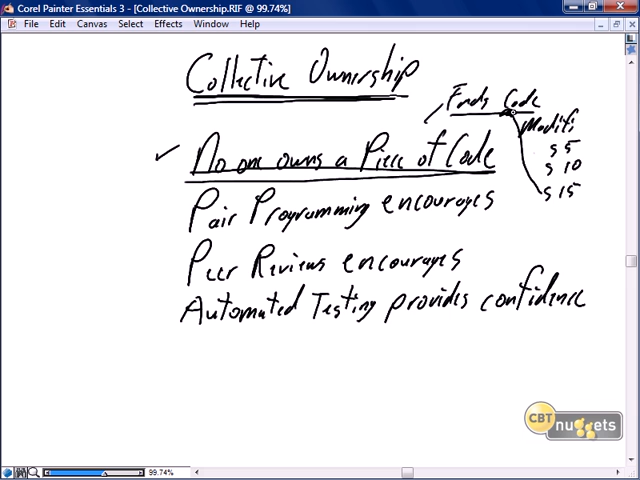 Corel Painter Essentials 3 - [Collective Ownership.RIF @ 99.74%]
File Edit Canvas Select Effects Window Help
Collective Ownership
Finds Code
Modifi
No one owns a Piece of Code
s 5
s 10
s 15
Pair Programming encourages
Peer Reviews encourages
Automated Testing provides confidence
CBT nuggets
99.74%